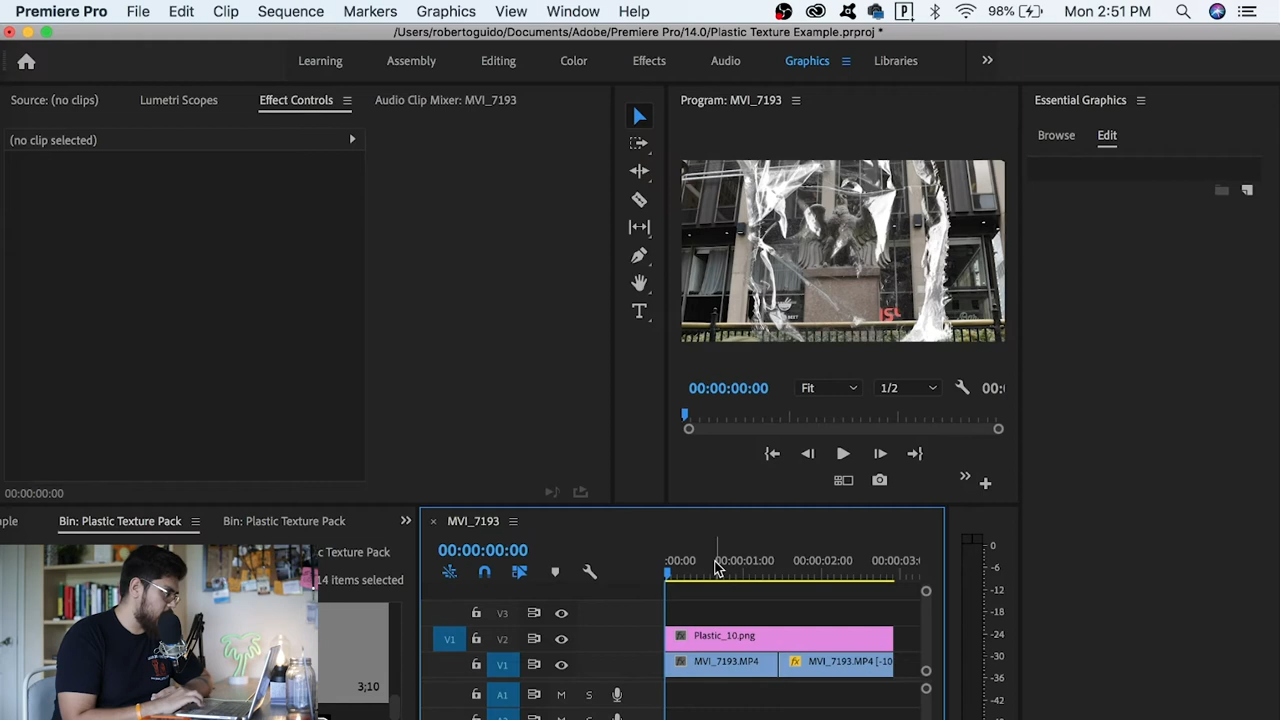 Premiere Pro File Edit Clip Sequence Markers Graphics View Window Help 98% Mon 2:51 PM
/Users/robertoguido/Documents/Adobe/Premiere Pro/14.0/Plastic Texture Example.prproj *
Learning Assembly Editing Color Effects Audio Graphics Libraries
Source: (no clips) Lumetri Scopes Effect Controls Audio Clip Mixer: MVI_7193 Program: MVI_7193 Essential Graphics
(no clip selected) Browse Edit
00:00:00:00 Fit 1/2 00:
00:00:00:00
ple Bin: Plastic Texture Pack Bin: Plastic Texture Pack × MVI_7193
c Texture Pack 00:00:00:00 :00:00 00:00:01:00 00:00:02:00 00:00:03:
14 items selected
V3
V1 V2 Plastic_10.png
V1 MVI_7193.MP4 MVI_7193.MP4 [-10
3;10 A1 M S
0
-6
-12
-18
-24
-30
-36
-42